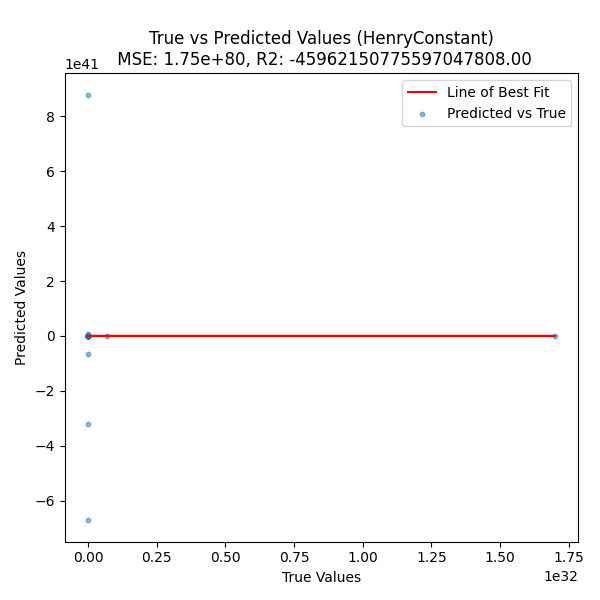 True vs Predicted Values (HenryConstant)
MSE: 1.75e+80, R2: -45962150775597047808.00
1e41
Line of Best Fit
Predicted vs True
8
6
4
2
0
−2
−4
−6
Predicted Values
0.00 0.25 0.50 0.75 1.00 1.25 1.50 1.75
1e32
True Values